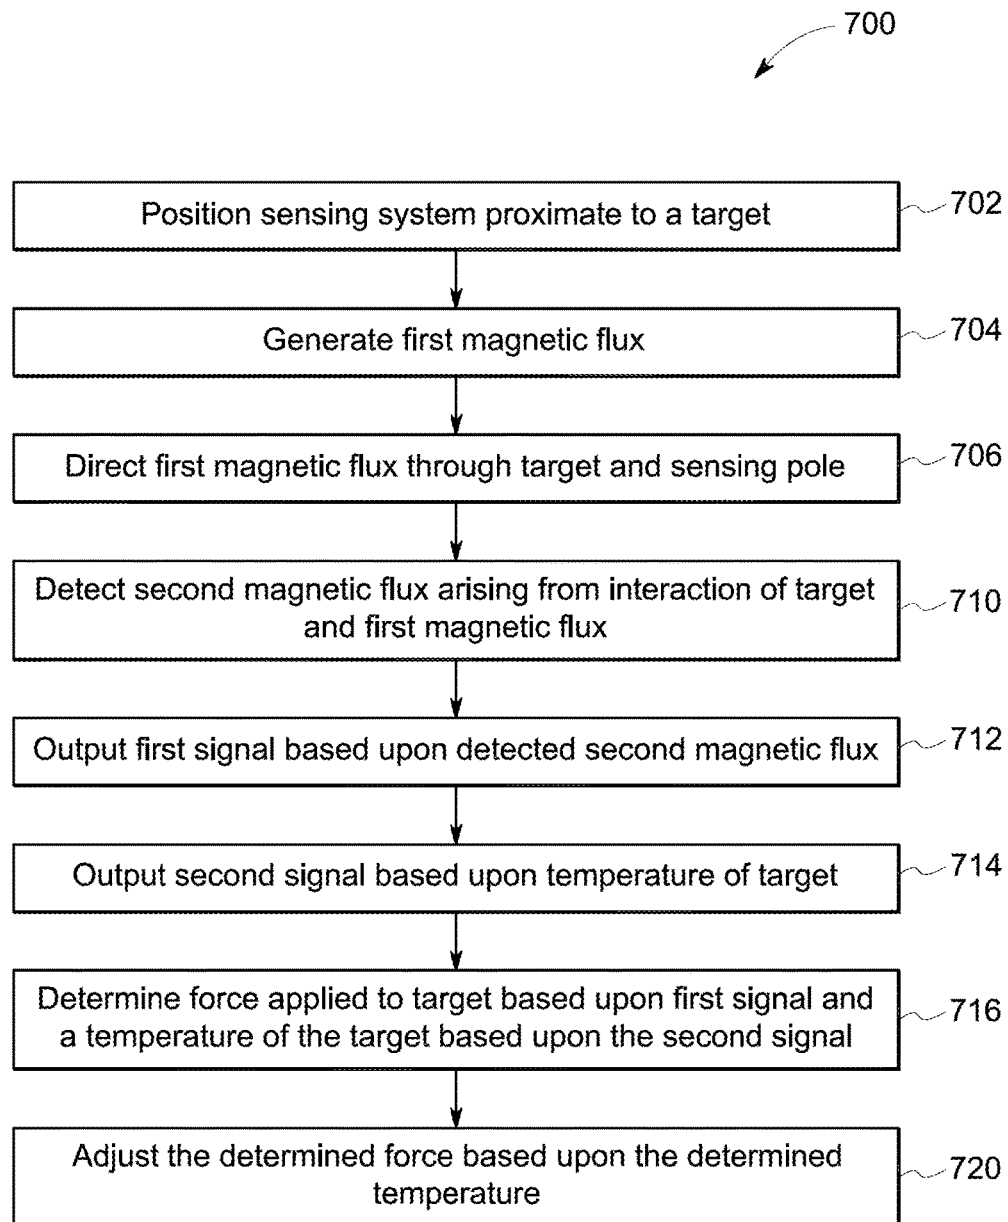 700
Position sensing system proximate to a target
702
Generate first magnetic flux
704
Direct first magnetic flux through target and sensing pole
706
Detect second magnetic flux arising from interaction of target
and first magnetic flux
710
Output first signal based upon detected second magnetic flux
712
Output second signal based upon temperature of target
714
Determine force applied to target based upon first signal and
a temperature of the target based upon the second signal
716
Adjust the determined force based upon the determined
temperature
720